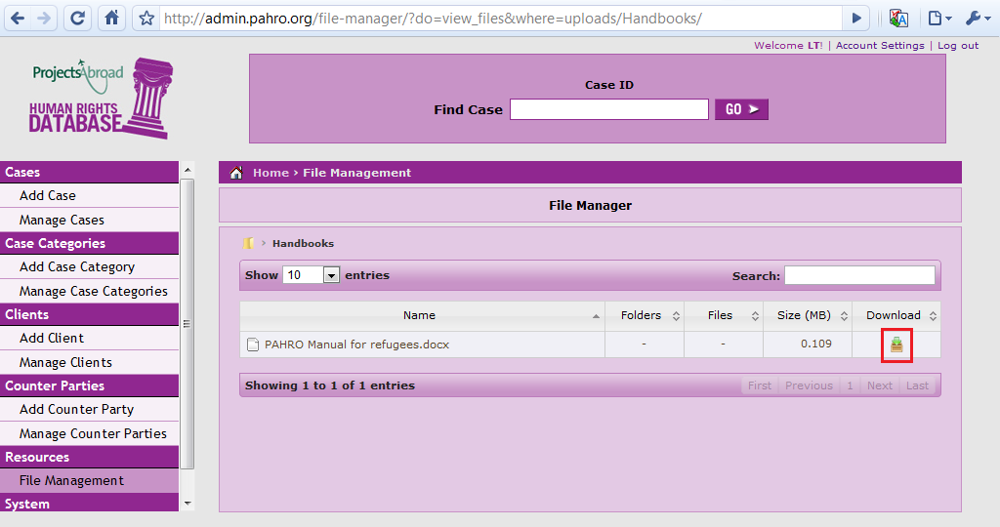 http://admin.pahro.org/file-manager/?do=view_files&where=uploads/Handbooks/
Welcome LT! | Account Settings | Log out
ProjectsAbroad
HUMAN RIGHTS
DATABASE
Case ID
Find Case GO
Cases
Add Case
Manage Cases
Case Categories
Add Case Category
Manage Case Categories
Clients
Add Client
Manage Clients
Counter Parties
Add Counter Party
Manage Counter Parties
Resources
File Management
System
Home › File Management
File Manager
› Handbooks
Show 10 entries Search:
Name Folders Files Size (MB) Download
PAHRO Manual for refugees.docx - - 0.109
Showing 1 to 1 of 1 entries First Previous 1 Next Last